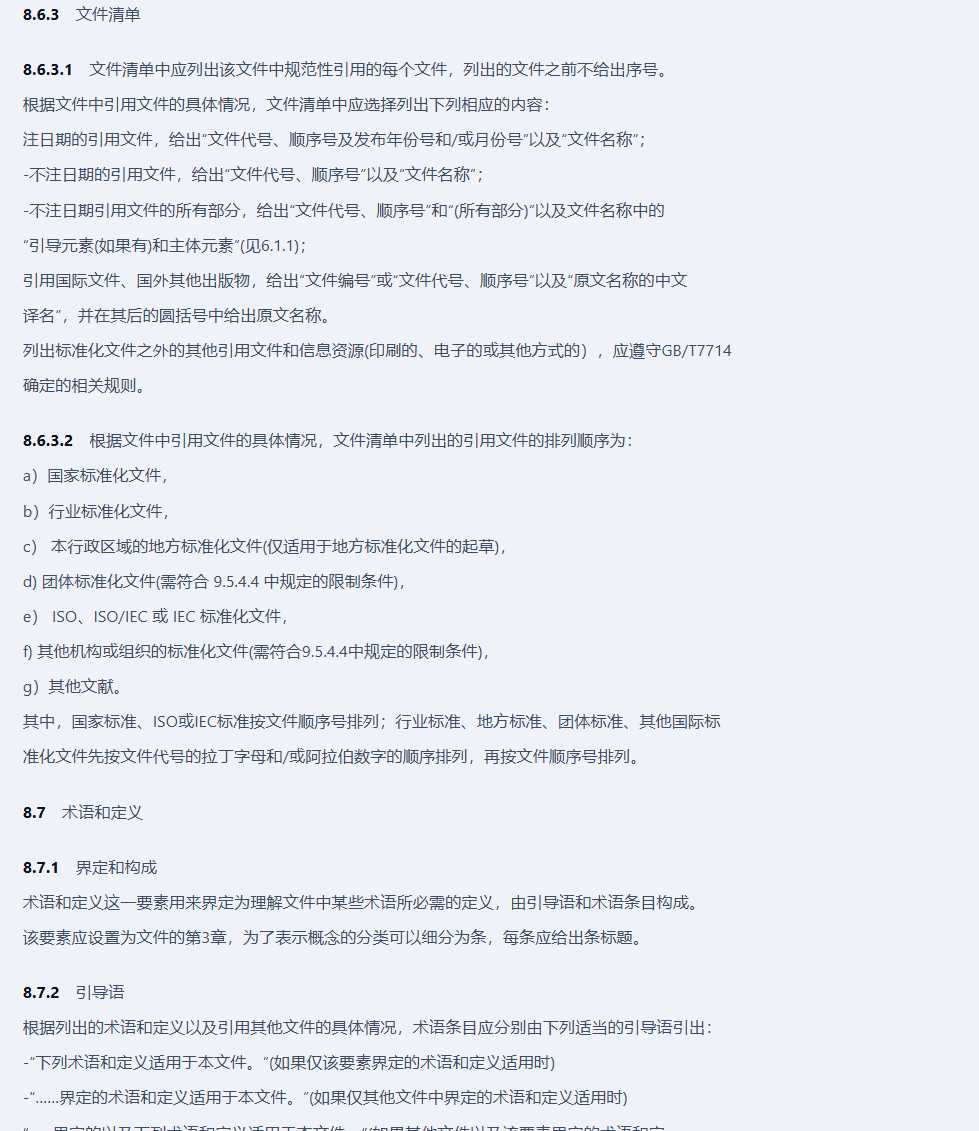 8.6.3 文件清单
8.6.3.1 文件清单中应列出该文件中规范性引用的每个文件，列出的文件之前不给出序号。
根据文件中引用文件的具体情况，文件清单中应选择列出下列相应的内容：
注日期的引用文件，给出“文件代号、顺序号及发布年份号和/或月份号”以及“文件名称”；
-不注日期的引用文件，给出“文件代号、顺序号”以及“文件名称”；
-不注日期引用文件的所有部分，给出“文件代号、顺序号”和“(所有部分)”以及文件名称中的
“引导元素(如果有)和主体元素”(见6.1.1)；
引用国际文件、国外其他出版物，给出“文件编号”或“文件代号、顺序号”以及“原文名称的中文
译名”，并在其后的圆括号中给出原文名称。
列出标准化文件之外的其他引用文件和信息资源(印刷的、电子的或其他方式的），应遵守GB/T7714
确定的相关规则。
8.6.3.2 根据文件中引用文件的具体情况，文件清单中列出的引用文件的排列顺序为：
a）国家标准化文件，
b）行业标准化文件，
c） 本行政区域的地方标准化文件(仅适用于地方标准化文件的起草)，
d) 团体标准化文件(需符合 9.5.4.4 中规定的限制条件)，
e） ISO、ISO/IEC 或 IEC 标准化文件，
f) 其他机构或组织的标准化文件(需符合9.5.4.4中规定的限制条件)，
g）其他文献。
其中，国家标准、ISO或IEC标准按文件顺序号排列；行业标准、地方标准、团体标准、其他国际标
准化文件先按文件代号的拉丁字母和/或阿拉伯数字的顺序排列，再按文件顺序号排列。
8.7 术语和定义
8.7.1 界定和构成
术语和定义这一要素用来界定为理解文件中某些术语所必需的定义，由引导语和术语条目构成。
该要素应设置为文件的第3章，为了表示概念的分类可以细分为条，每条应给出条标题。
8.7.2 引导语
根据列出的术语和定义以及引用其他文件的具体情况，术语条目应分别由下列适当的引导语引出：
-“下列术语和定义适用于本文件。”(如果仅该要素界定的术语和定义适用时)
-“......界定的术语和定义适用于本文件。”(如果仅其他文件中界定的术语和定义适用时)